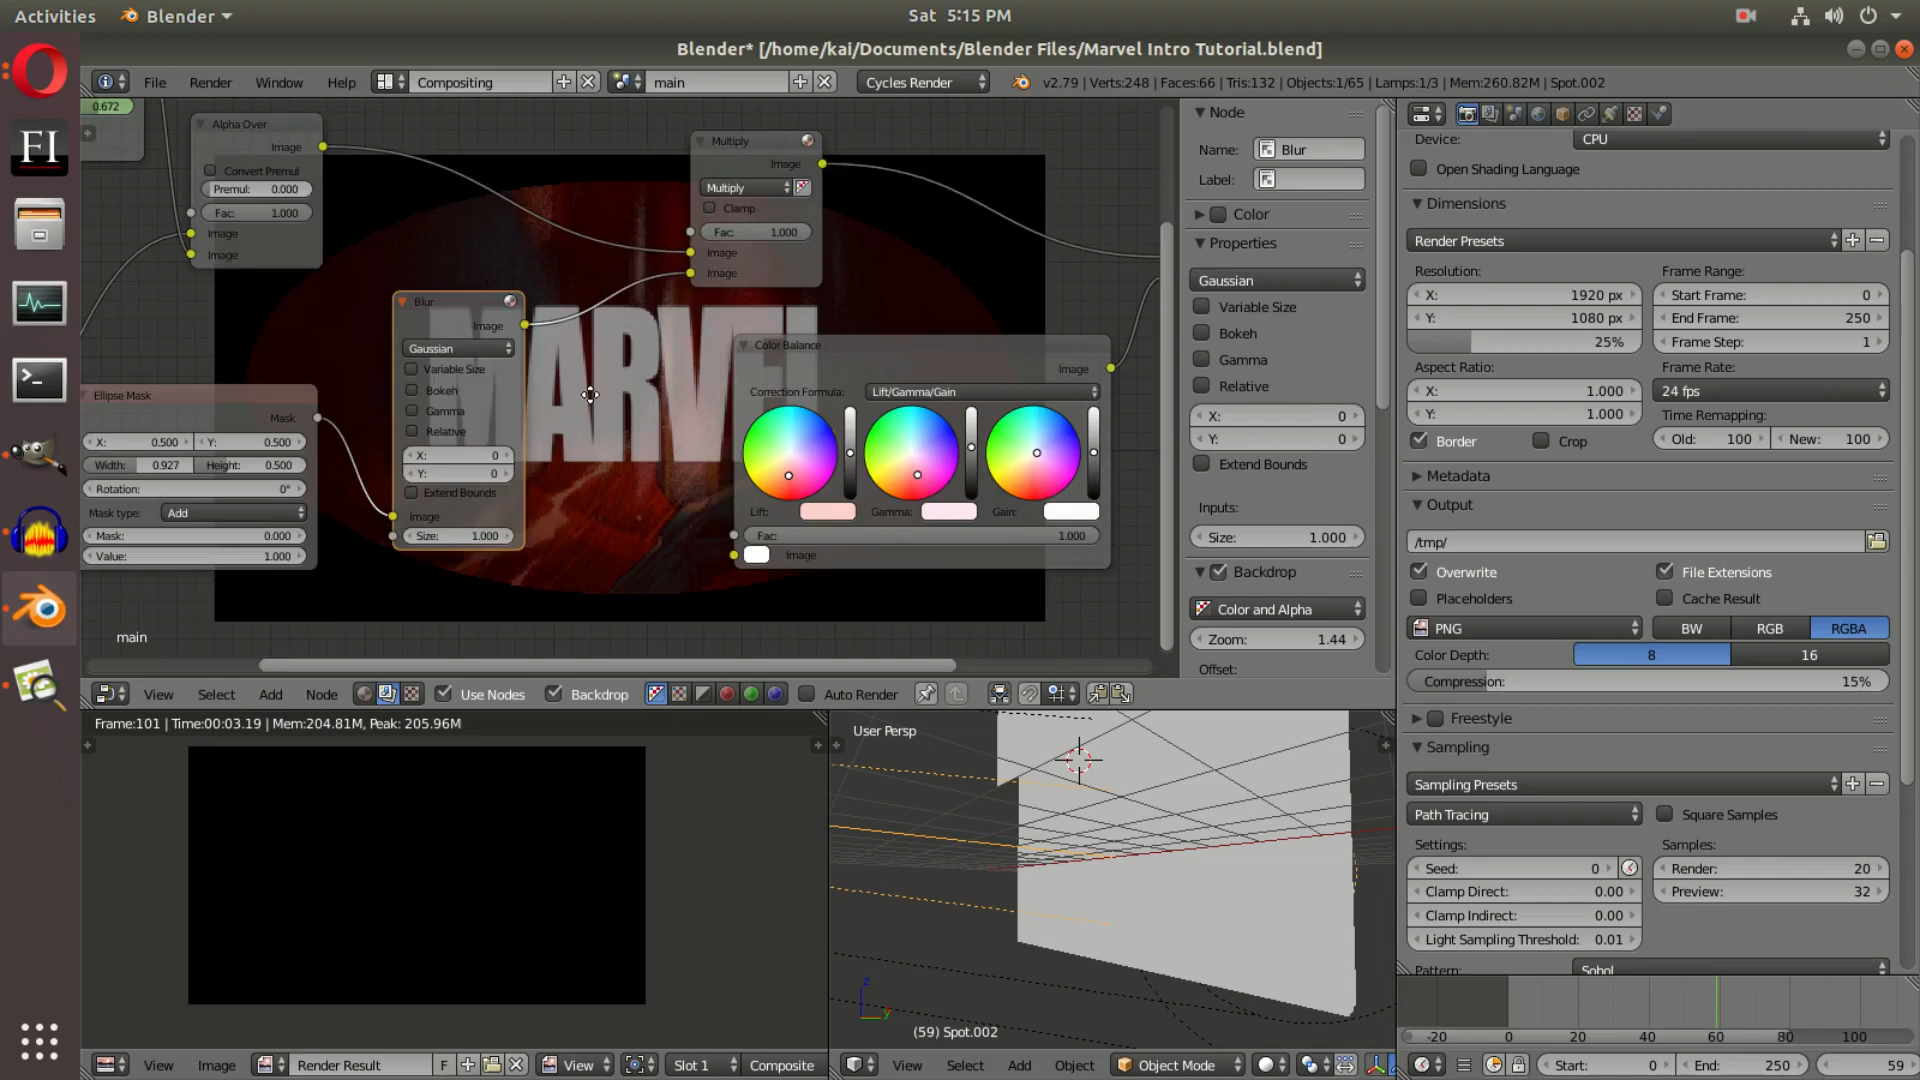 Activities
Blender
Sat 5:15 PM
Blender* [/home/kai/Documents/Blender Files/Marvel Intro Tutorial.blend]
File Render Window Help
Compositing
main
Cycles Render
v2.79 | Verts:248 | Faces:66 | Tris:132 | Objects:1/65 | Lamps:1/3 | Mem:260.82M | Spot.002
FI
0.672
Alpha Over
Image
Convert Premul
Premul: 0.000
Fac: 1.000
Image
Image
Multiply
Image
Multiply
Clamp
Fac: 1.000
Image
Image
MARVEL
Blur
Image
Gaussian
Variable Size
Bokeh
Gamma
Relative
X: 0
Y: 0
Extend Bounds
Image
Size: 1.000
Ellipse Mask
Mask
X: 0.500 Y: 0.500
Width: 0.927 Height: 0.500
Rotation: 0°
Mask type: Add
Mask: 0.000
Value: 1.000
Color Balance
Image
Correction Formula: Lift/Gamma/Gain
Lift: Gamma: Gain:
Fac: 1.000
Image
main
Node
Name: Blur
Label:
Color
Properties
Gaussian
Variable Size
Bokeh
Gamma
Relative
X: 0
Y: 0
Extend Bounds
Inputs:
Size: 1.000
Backdrop
Color and Alpha
Zoom: 1.44
Offset:
View Select Add Node Use Nodes Backdrop Auto Render
Device: CPU
Open Shading Language
Dimensions
Render Presets
Resolution: Frame Range:
X: 1920 px Start Frame: 0
Y: 1080 px End Frame: 250
25% Frame Step: 1
Aspect Ratio: Frame Rate:
X: 1.000 24 fps
Y: 1.000 Time Remapping:
Border Crop Old: 100 New: 100
Metadata
Output
/tmp/
Overwrite File Extensions
Placeholders Cache Result
PNG BW RGB RGBA
Color Depth: 8 16
Compression: 15%
Freestyle
Sampling
Sampling Presets
Path Tracing Square Samples
Settings: Samples:
Seed: 0 Render: 20
Clamp Direct: 0.00 Preview: 32
Clamp Indirect: 0.00
Light Sampling Threshold: 0.01
Pattern: Sobol
Frame:101 | Time:00:03.19 | Mem:204.81M, Peak: 205.96M
User Persp
z
y
(59) Spot.002
-20 0 20 40 60 80 100
View Image Render Result F View Slot 1 Composite
View Select Add Object Object Mode
Start: 0 End: 250 59